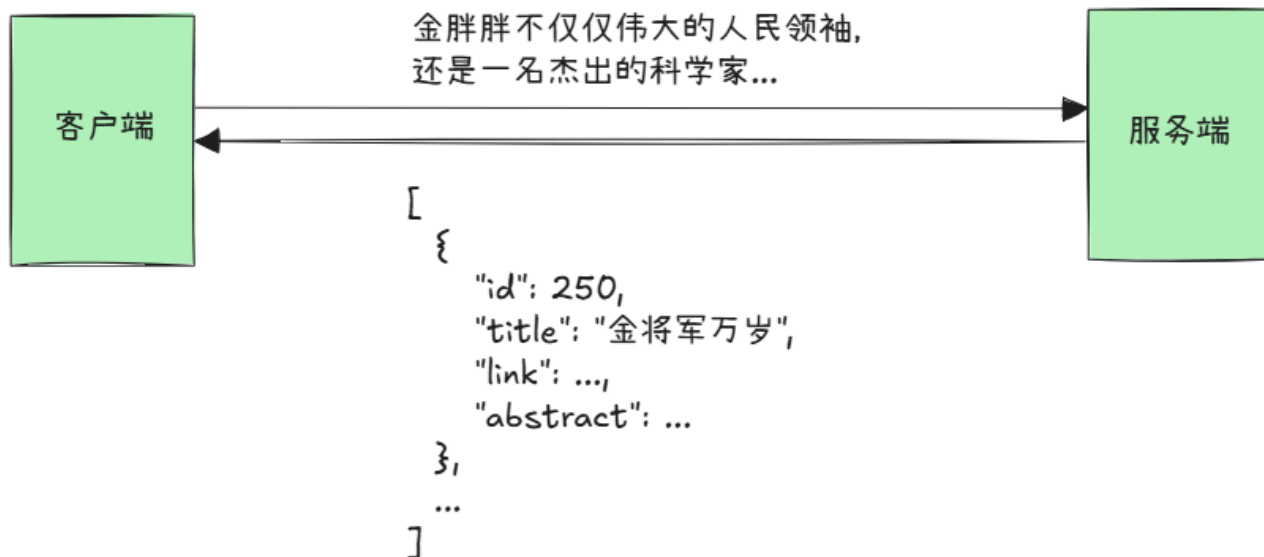 金胖胖不仅仅伟大的人民领袖,
还是一名杰出的科学家...
客户端
服务端
[
{
"id": 250,
"title": "金将军万岁",
"link": ...,
"abstract": ...
},
...
]